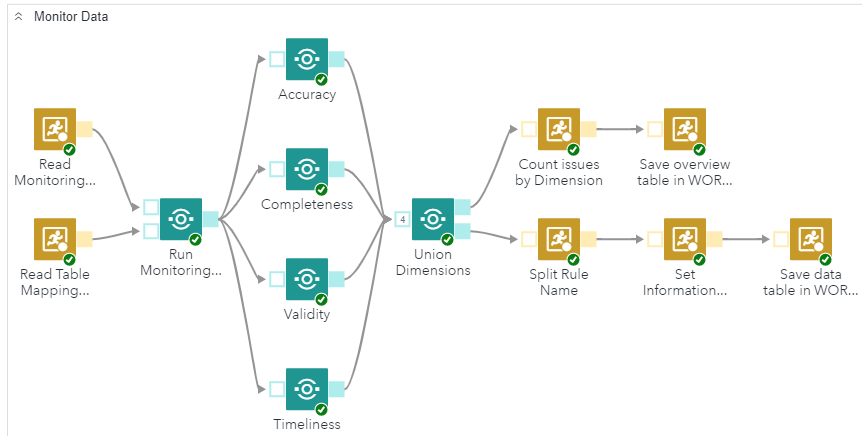 Monitor Data
Accuracy
Read
Monitoring...
Completeness
Count issues
by Dimension
Save overview
table in WOR...
4
Read Table
Mapping...
Run
Monitoring...
Union
Dimensions
Split Rule
Name
Set
Information...
Save data
table in WOR...
Validity
Timeliness